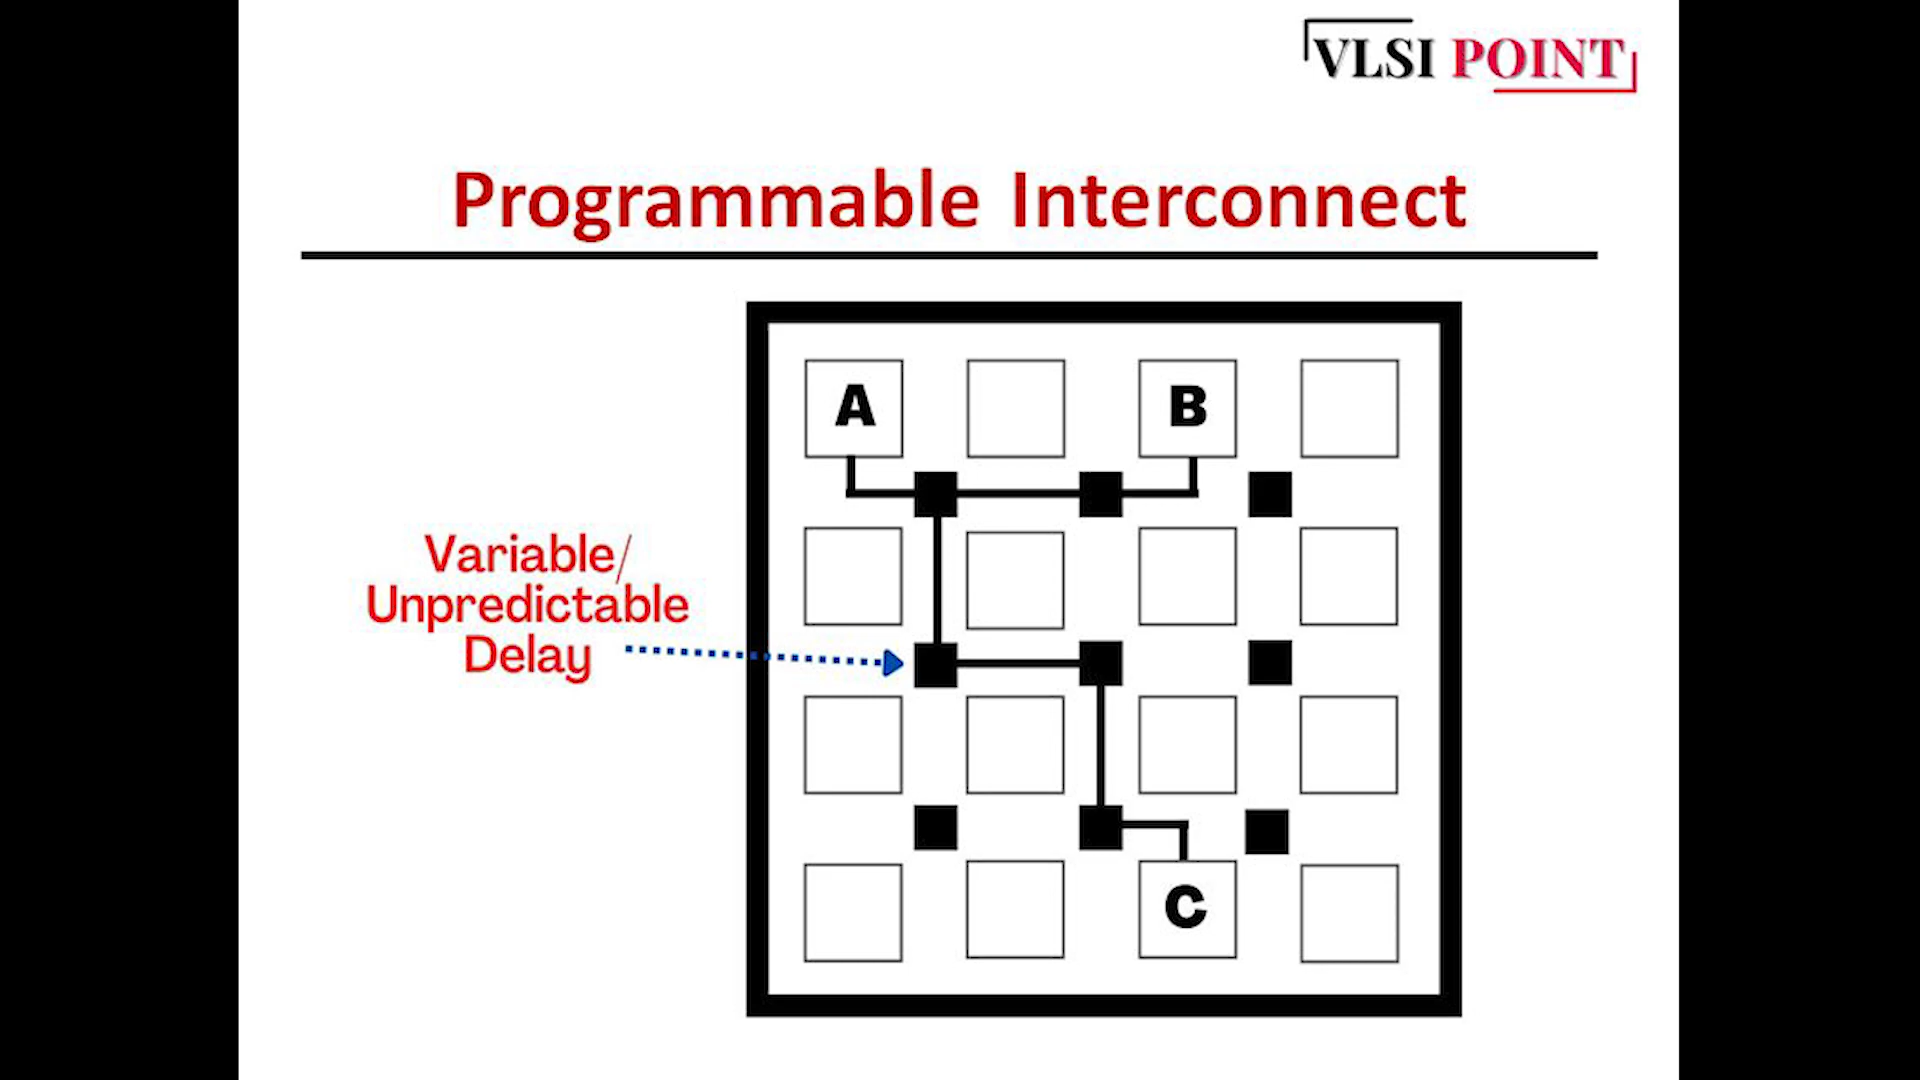 VLSI POINT
Programmable Interconnect
A
B
Variable/
Unpredictable
Delay
C